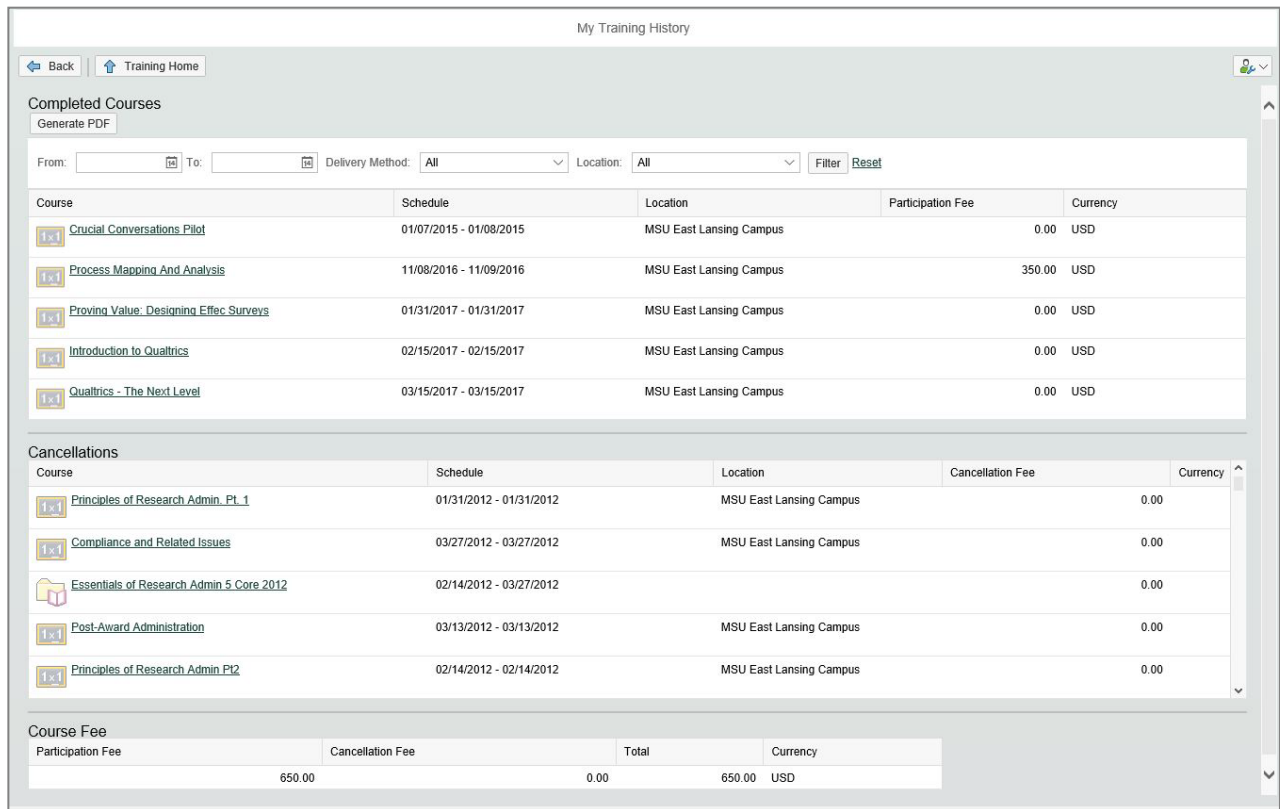 My Training History
Back Training Home
Completed Courses
Generate PDF
From: 14 To: 14 Delivery Method: All Location: All Filter Reset
Course Schedule Location Participation Fee Currency
1x1 Crucial Conversations Pilot 01/07/2015 - 01/08/2015 MSU East Lansing Campus 0.00 USD
1x1 Process Mapping And Analysis 11/08/2016 - 11/09/2016 MSU East Lansing Campus 350.00 USD
1x1 Proving Value: Designing Effec Surveys 01/31/2017 - 01/31/2017 MSU East Lansing Campus 0.00 USD
1x1 Introduction to Qualtrics 02/15/2017 - 02/15/2017 MSU East Lansing Campus 0.00 USD
1x1 Qualtrics - The Next Level 03/15/2017 - 03/15/2017 MSU East Lansing Campus 0.00 USD
Cancellations
Course Schedule Location Cancellation Fee Currency
1x1 Principles of Research Admin. Pt. 1 01/31/2012 - 01/31/2012 MSU East Lansing Campus 0.00
1x1 Compliance and Related Issues 03/27/2012 - 03/27/2012 MSU East Lansing Campus 0.00
Essentials of Research Admin 5 Core 2012 02/14/2012 - 03/27/2012 0.00
1x1 Post-Award Administration 03/13/2012 - 03/13/2012 MSU East Lansing Campus 0.00
1x1 Principles of Research Admin Pt2 02/14/2012 - 02/14/2012 MSU East Lansing Campus 0.00
Course Fee
Participation Fee Cancellation Fee Total Currency
650.00 0.00 650.00 USD